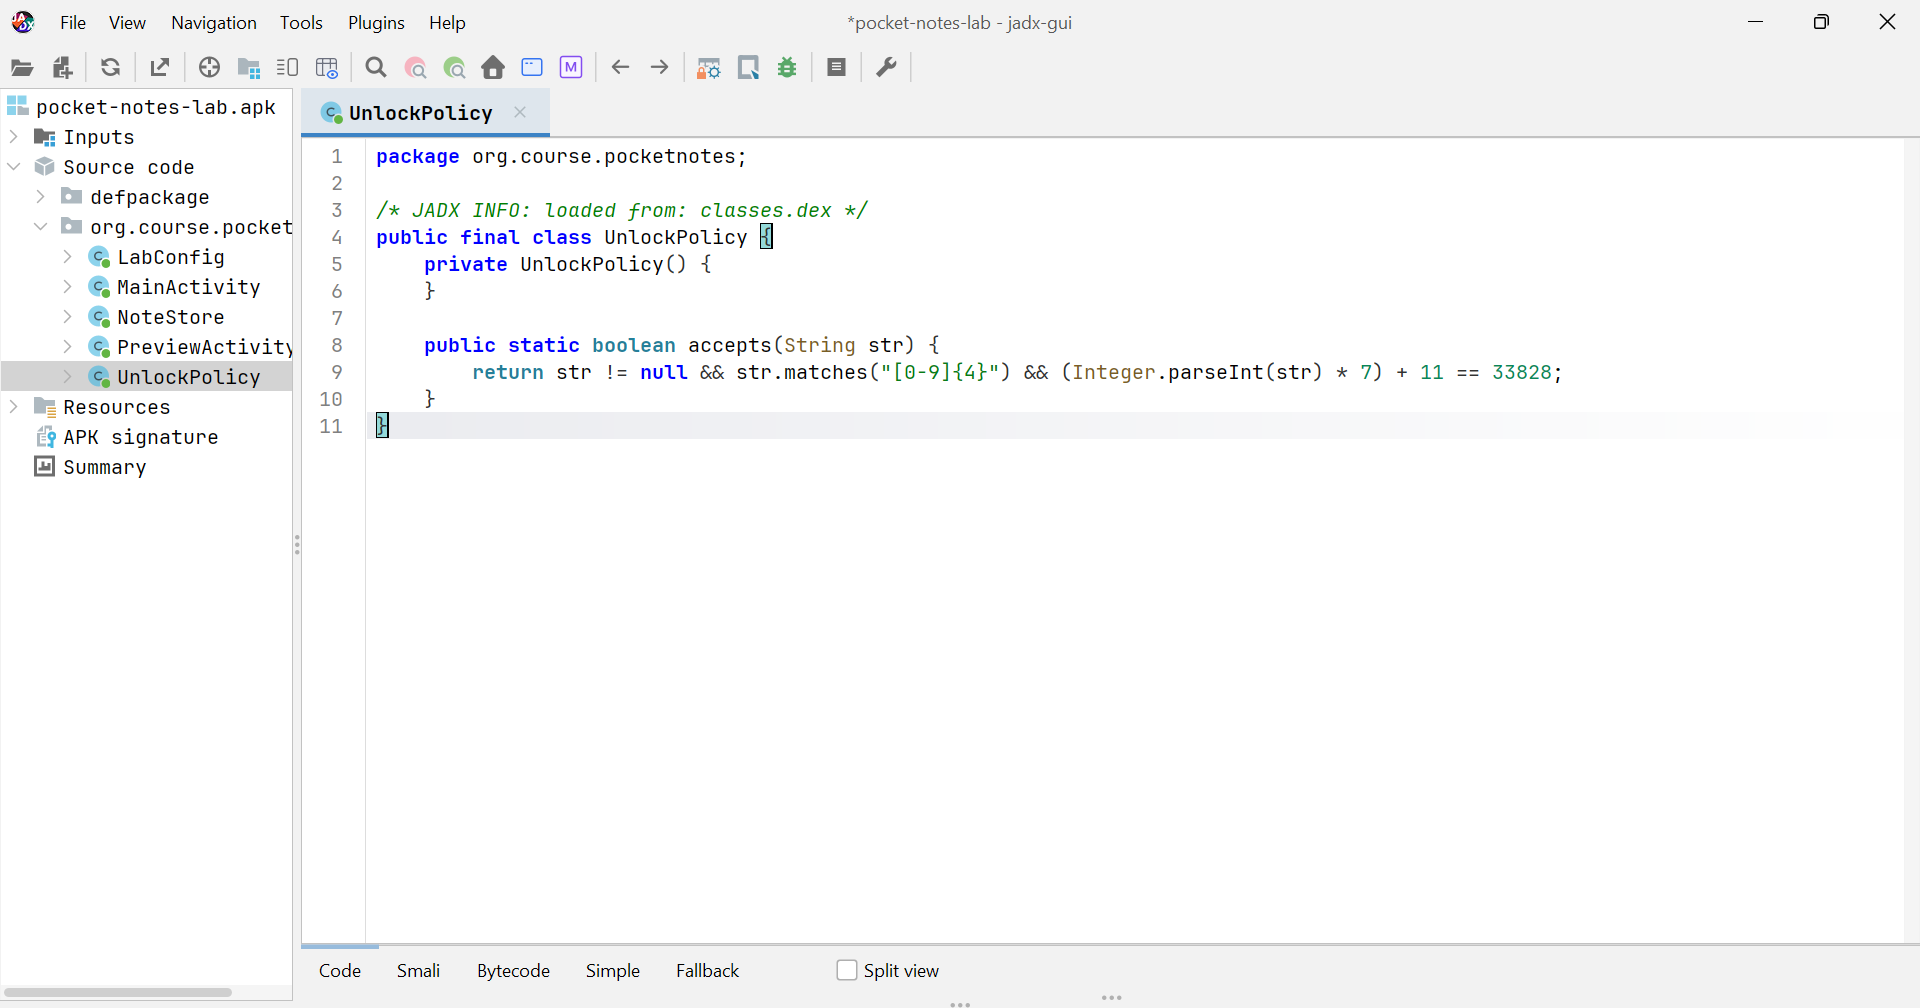 File View Navigation Tools Plugins Help
*pocket-notes-lab - jadx-gui
M
pocket-notes-lab.apk
Inputs
Source code
defpackage
org.course.pocket
LabConfig
MainActivity
NoteStore
PreviewActivity
UnlockPolicy
Resources
APK signature
Summary
UnlockPolicy
1 package org.course.pocketnotes;
2
3 /* JADX INFO: loaded from: classes.dex */
4 public final class UnlockPolicy {
5 private UnlockPolicy() {
6 }
7
8 public static boolean accepts(String str) {
9 return str != null && str.matches("[0-9]{4}") && (Integer.parseInt(str) * 7) + 11 == 33828;
10 }
11 }
Code Smali Bytecode Simple Fallback Split view